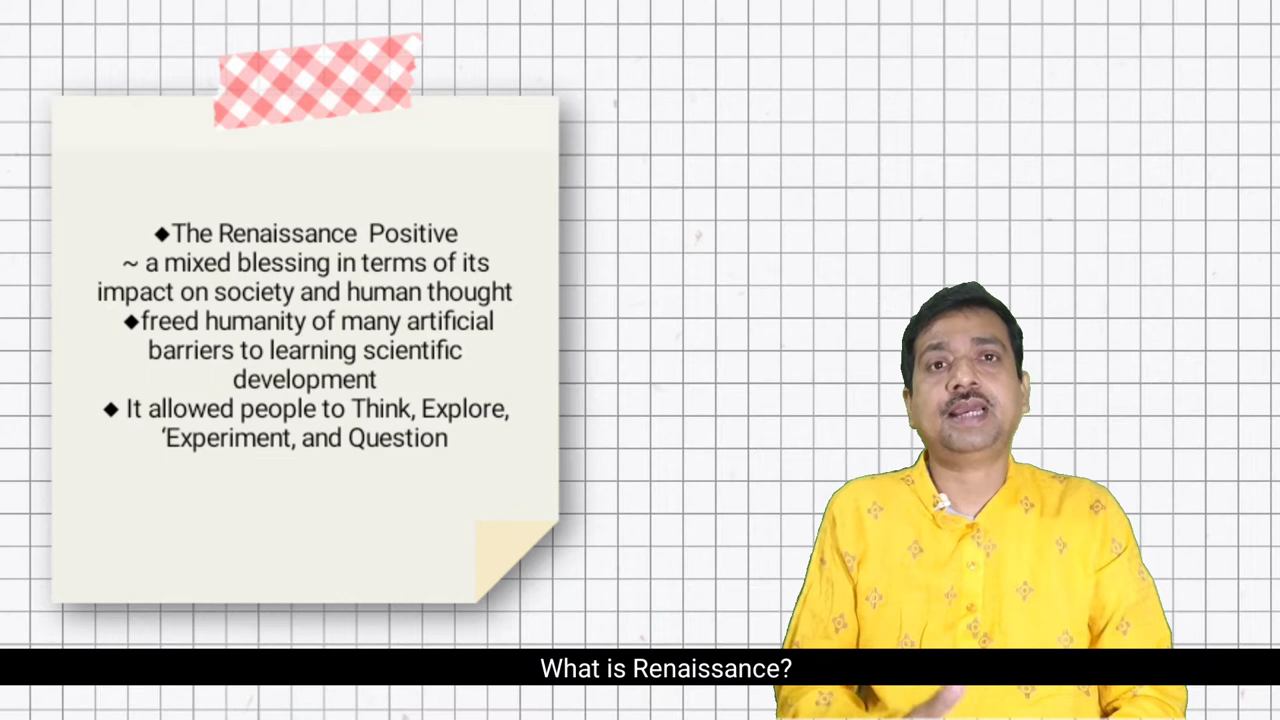 ◆The Renaissance  Positive
~ a mixed blessing in terms of its
impact on society and human thought
◆freed humanity of many artificial
barriers to learning scientific
development
◆ It allowed people to Think, Explore,
‘Experiment, and Question
What is Renaissance?